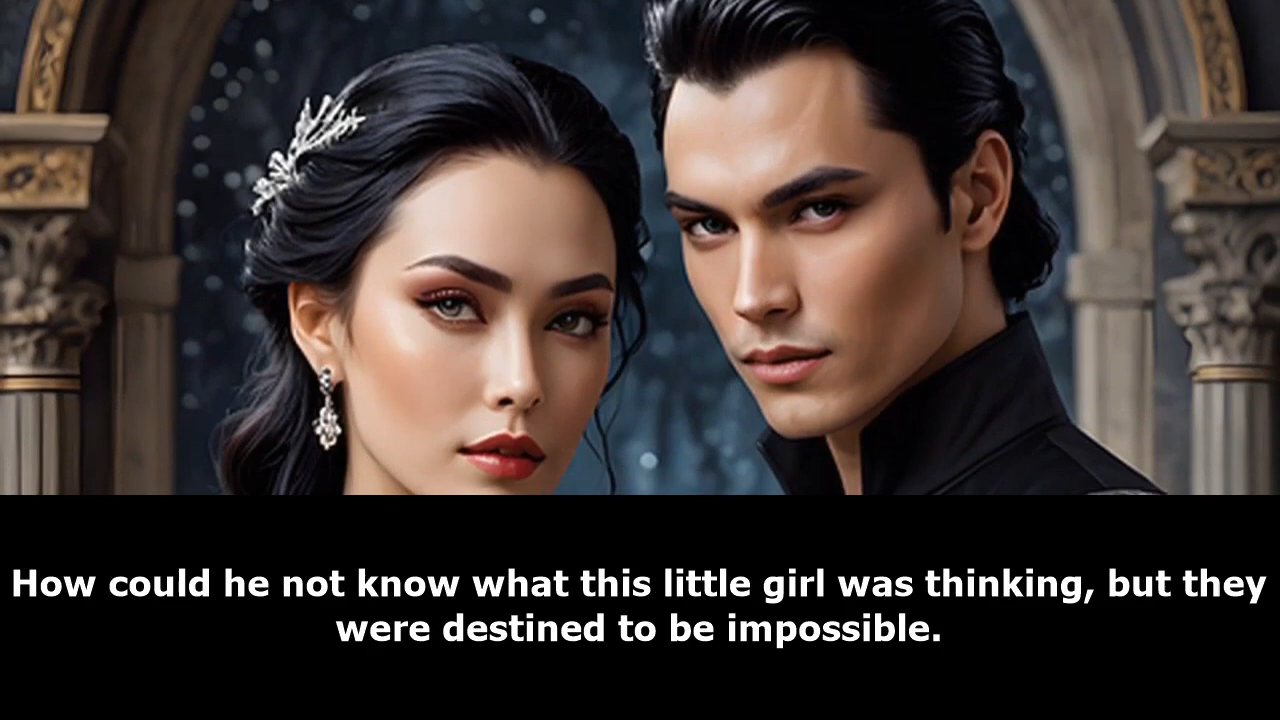 How could he not know what this little girl was thinking, but they
were destined to be impossible.